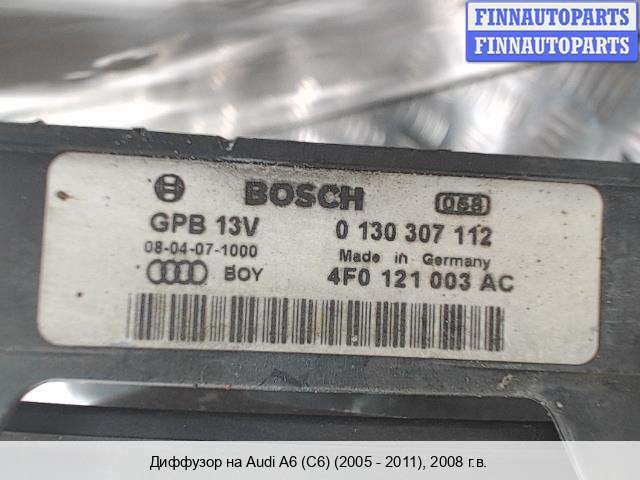 FINNAUTOPARTS
FINNAUTOPARTS
BOSCH 058
GPB 13V 0 130 307 112
08-04-07-1000 Made in Germany
BOY 4F0 121 003 AC
Диффузор на Audi A6 (C6) (2005 - 2011), 2008 г.в.